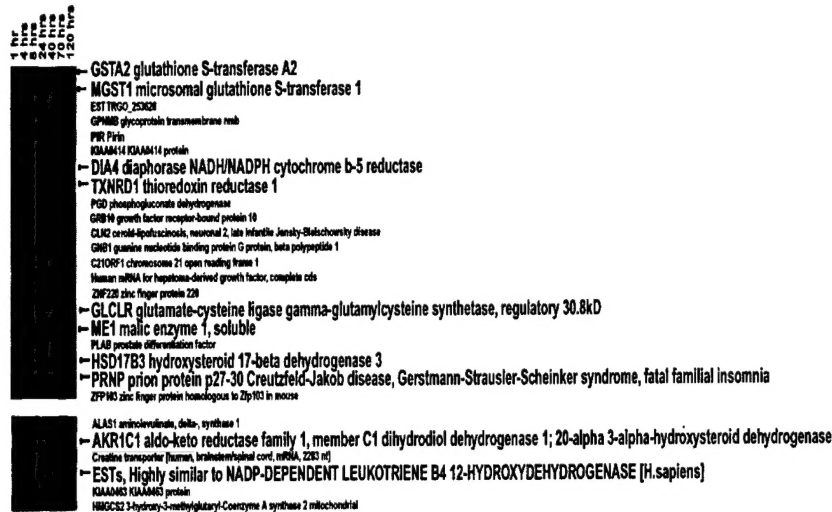 1 hr
4 hrs
8 hrs
24 hrs
40 hrs
70 hrs
120 hrs
GSTA2 glutathione S-transferase A2
MGST1 microsomal glutathione S-transferase 1
EST TRGO_253628
GPNMB glycoprotein transmembrane nmb
PIR Pirin
KIAA0414 KIAA0414 protein
DIA4 diaphorase NADH/NADPH cytochrome b-5 reductase
TXNRD1 thioredoxin reductase 1
PGD phosphogluconate dehydrogenase
GRB10 growth factor receptor-bound protein 10
CLN2 ceroid-lipofuscinosis, neuronal 2, late infantile Jansky-Bielschowsky disease
GNB1 guanine nucleotide binding protein G protein, beta polypeptide 1
C21ORF1 chromosome 21 open reading frame 1
Human mRNA for hepatoma-derived growth factor, complete cds
ZNF220 zinc finger protein 220
GLCLR glutamate-cysteine ligase gamma-glutamylcysteine synthetase, regulatory 30.8kD
ME1 malic enzyme 1, soluble
PLAB prostate differentiation factor
HSD17B3 hydroxysteroid 17-beta dehydrogenase 3
PRNP prion protein p27-30 Creutzfeld-Jakob disease, Gerstmann-Strausler-Scheinker syndrome, fatal familial insomnia
ZFP103 zinc finger protein homologous to Zfp103 in mouse
ALAS1 aminolevulinate, delta-, synthase 1
AKR1C1 aldo-keto reductase family 1, member C1 dihydrodiol dehydrogenase 1; 20-alpha 3-alpha-hydroxysteroid dehydrogenase
Creatine transporter [human, brainstem/spinal cord, mRNA, 2283 nt]
ESTs, Highly similar to NADP-DEPENDENT LEUKOTRIENE B4 12-HYDROXYDEHYDROGENASE [H.sapiens]
KIAA0463 KIAA0463 protein
HMGCS2 3-hydroxy-3-methylglutaryl-Coenzyme A synthase 2 mitochondrial